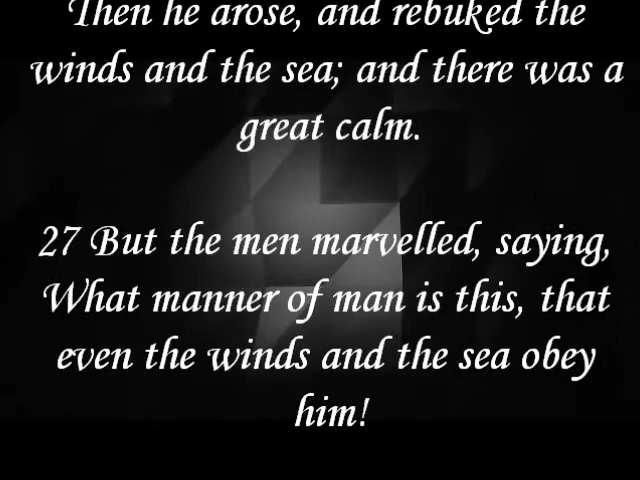 Then he arose, and rebuked the
winds and the sea; and there was a
great calm.
27 But the men marvelled, saying,
What manner of man is this, that
even the winds and the sea obey
him!